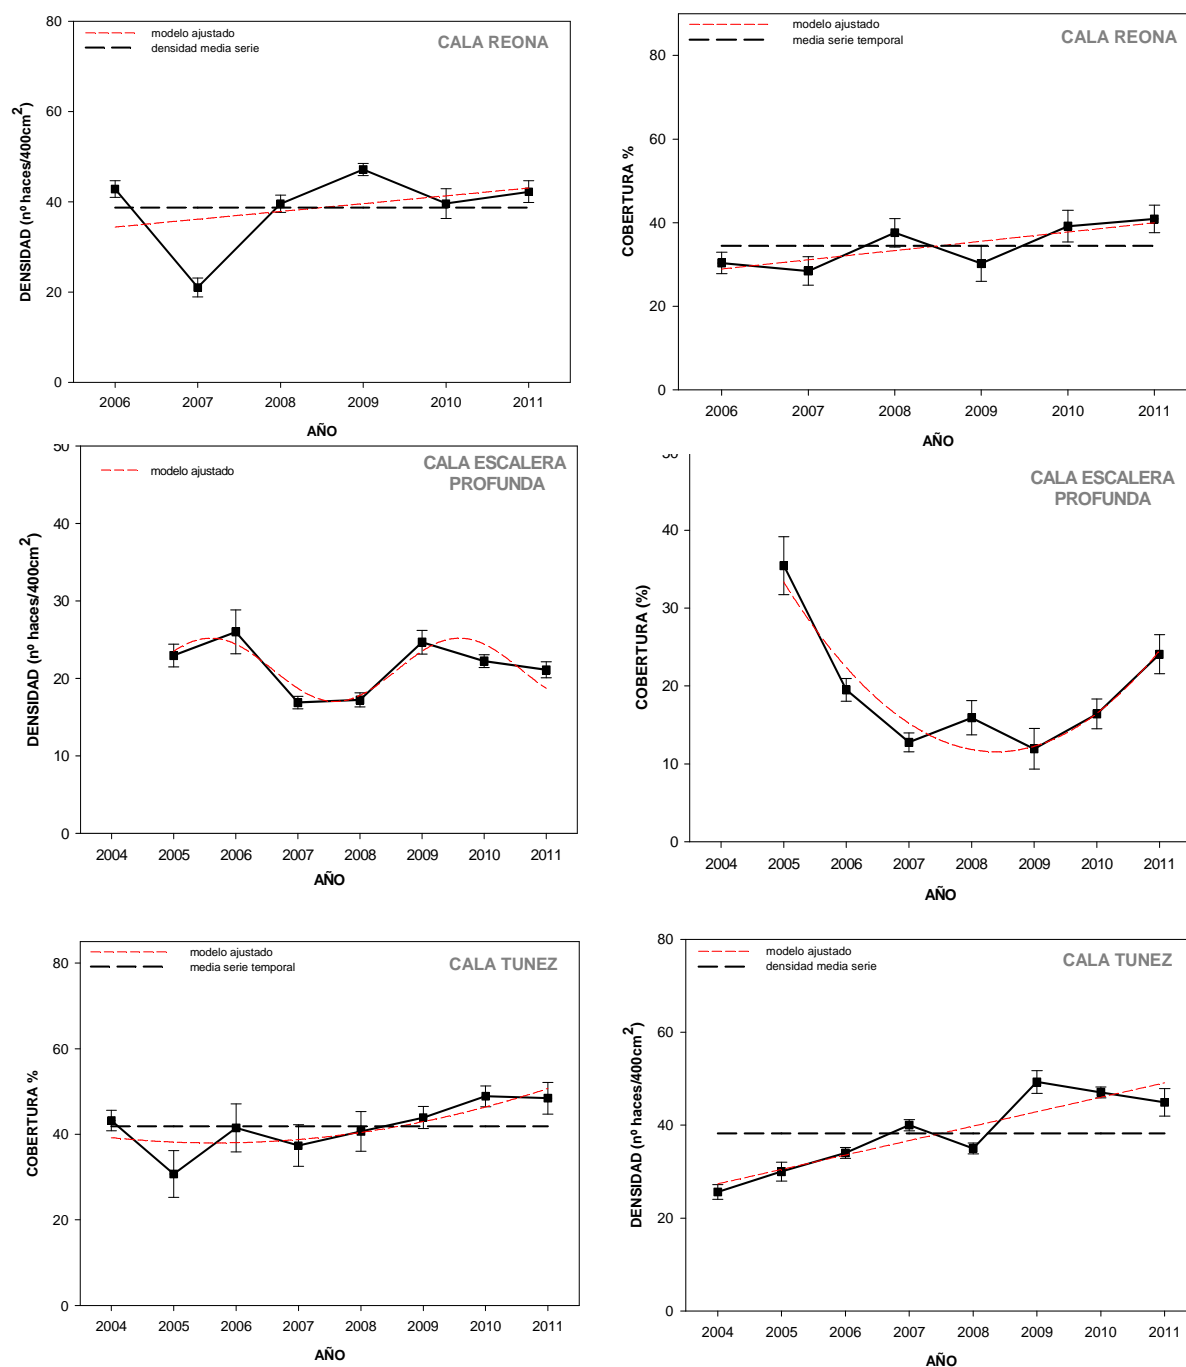 modelo ajustado
densidad media serie
CALA REONA
DENSIDAD (nº haces/400cm2)
80
60
40
20
0
2006 2007 2008 2009 2010 2011
AÑO
modelo ajustado
media serie temporal
CALA REONA
COBERTURA %
80
60
40
20
0
2006 2007 2008 2009 2010 2011
AÑO
modelo ajustado
CALA ESCALERA
PROFUNDA
DENSIDAD (nº haces/400cm2)
50
40
30
20
10
0
2004 2005 2006 2007 2008 2009 2010 2011
AÑO
CALA ESCALERA
PROFUNDA
COBERTURA (%)
50
40
30
20
10
0
2004 2005 2006 2007 2008 2009 2010 2011
AÑO
modelo ajustado
media serie temporal
CALA TUNEZ
COBERTURA %
80
60
40
20
0
2004 2005 2006 2007 2008 2009 2010 2011
AÑO
modelo ajustado
densidad media serie
CALA TUNEZ
DENSIDAD (nº haces/400cm2)
80
60
40
20
0
2004 2005 2006 2007 2008 2009 2010 2011
AÑO